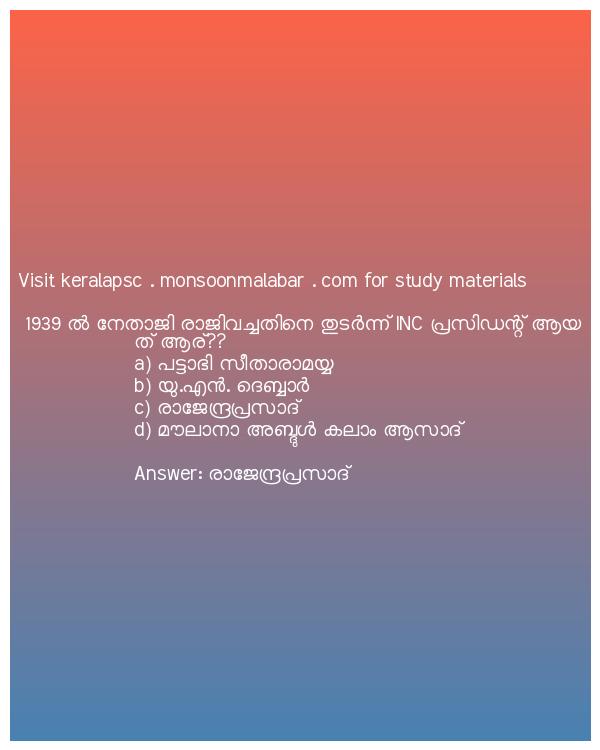 Visit keralapsc . monsoonmalabar . com for study materials
1939 ൽ നേതാജി രാജിവച്ചതിനെ തുടർന്ന് INC പ്രസിഡന്റ് ആയ
ത് ആര്??
a) പട്ടാഭി സീതാരാമയ്യ
b) യു.എൻ. ദെബ്ബാർ
c) രാജേന്ദ്രപ്രസാദ്
d) മൗലാനാ അബ്ദുൾ കലാം ആസാദ്
Answer: രാജേന്ദ്രപ്രസാദ്